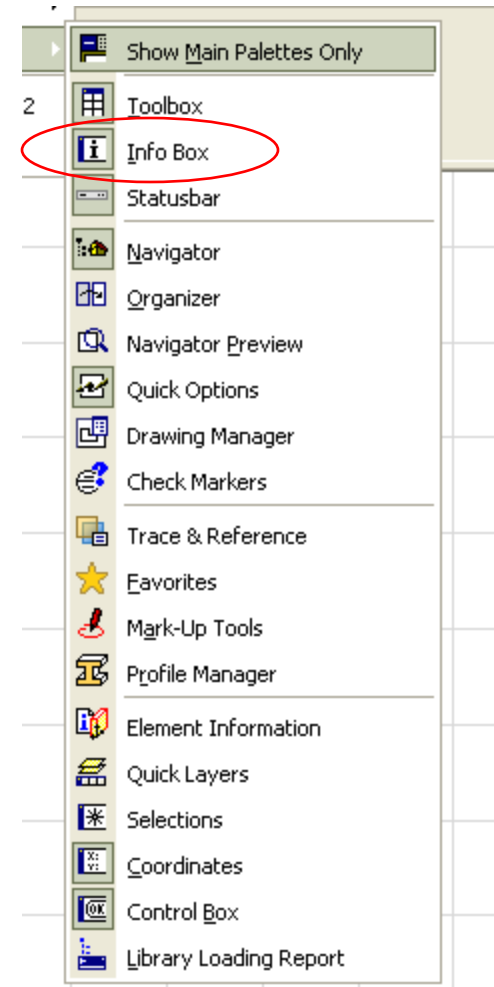 Show Main Palettes Only
2
Toolbox
Info Box
Statusbar
Navigator
Organizer
Navigator Preview
Quick Options
Drawing Manager
Check Markers
Trace & Reference
Favorites
Mark-Up Tools
Profile Manager
Element Information
Quick Layers
Selections
Coordinates
Control Box
Library Loading Report